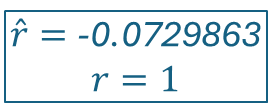 r̂ = -0.0729863
r = 1